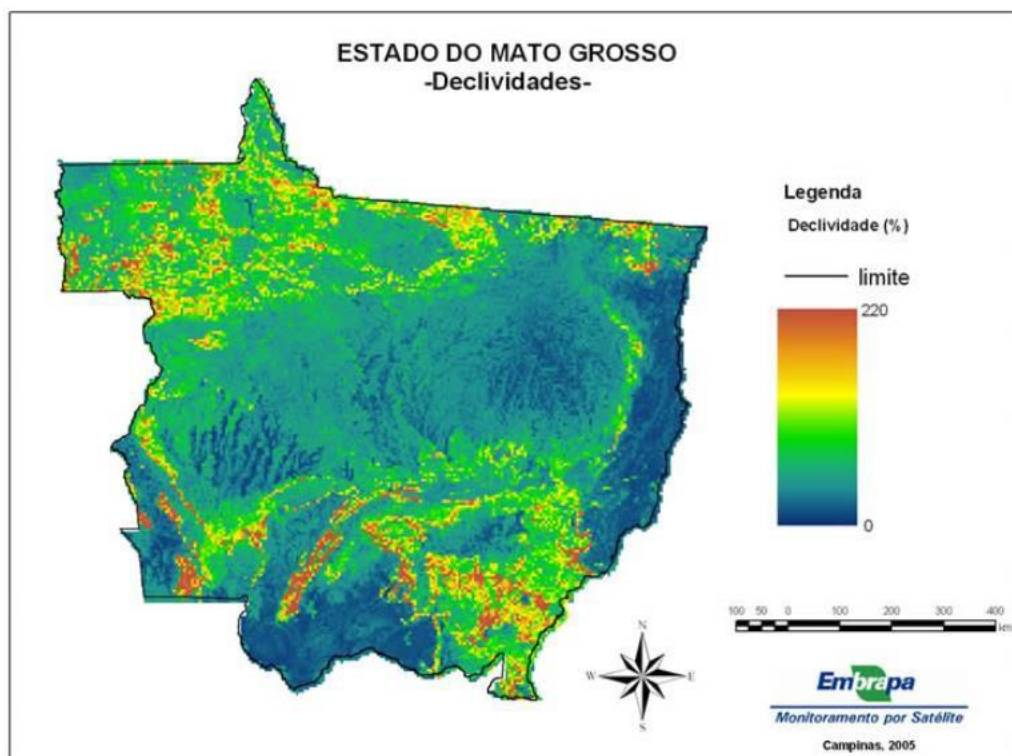 ESTADO DO MATO GROSSO
-Declividades-
Legenda
Declividade (%)
limite
220
0
100 50 0 100 200 300 400
km
N
W E
S
Embrapa
Monitoramento por Satélite
Campinas, 2005